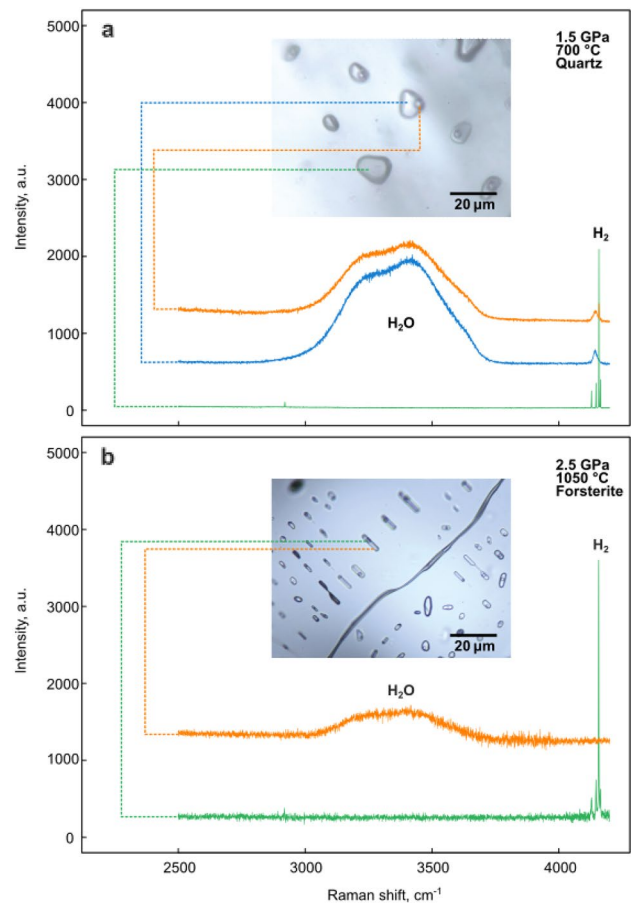 a
1.5 GPa
700 °C
Quartz
5000
4000
3000
2000
1000
0
Intensity, a.u.
20 µm
H₂
H₂O
b
2.5 GPa
1050 °C
Forsterite
5000
4000
3000
2000
1000
0
Intensity, a.u.
20 µm
H₂
H₂O
2500 3000 3500 4000
Raman shift, cm⁻¹